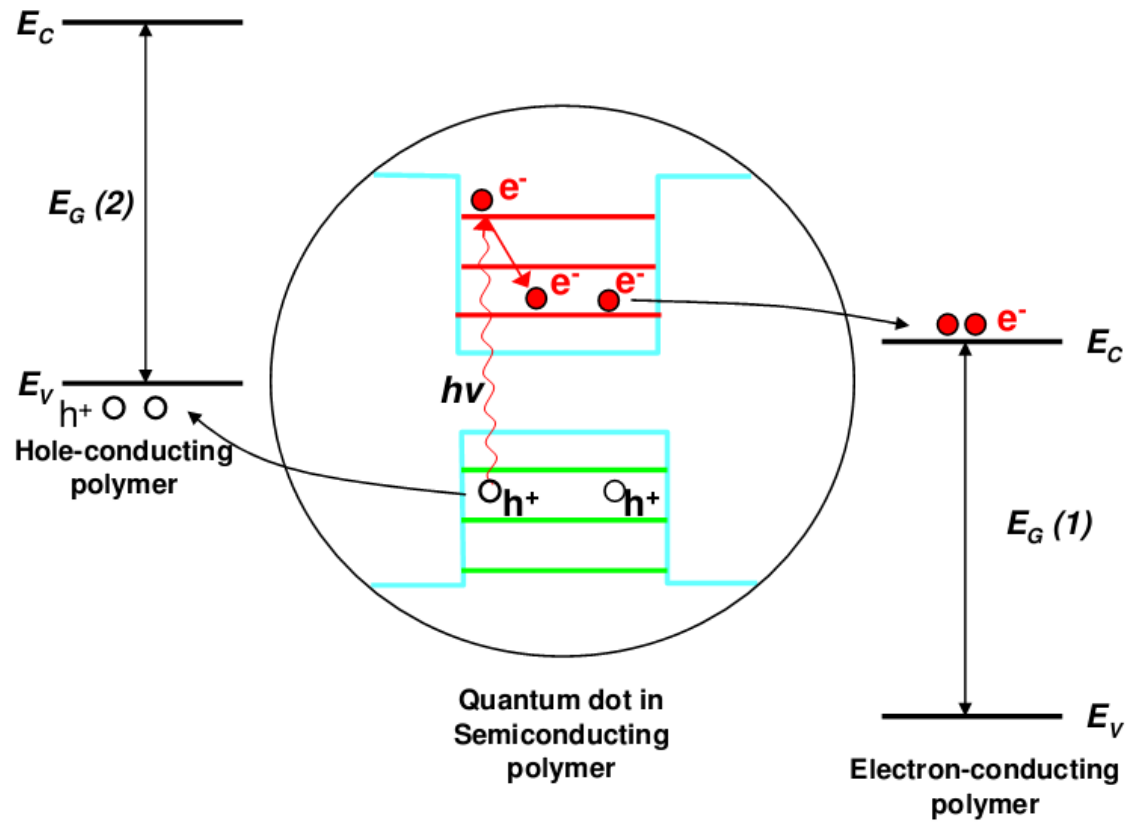 E_C
E_G (2)
E_V
h⁺
Hole-conducting
polymer
e⁻
e⁻
e⁻
hν
h⁺
h⁺
Quantum dot in
Semiconducting
polymer
e⁻
E_C
E_G (1)
E_V
Electron-conducting
polymer